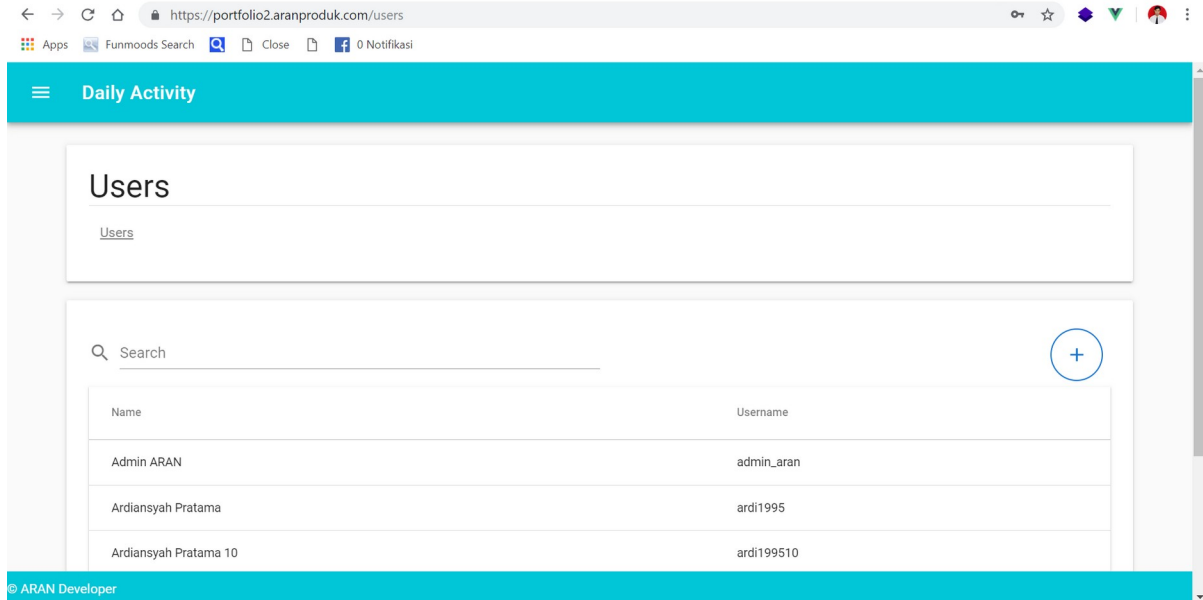 https://portfolio2.aranproduk.com/users
Apps Funmoods Search Close 0 Notifikasi
Daily Activity
Users
Users
Search
+
Name Username
Admin ARAN admin_aran
Ardiansyah Pratama ardi1995
Ardiansyah Pratama 10 ardi199510
© ARAN Developer